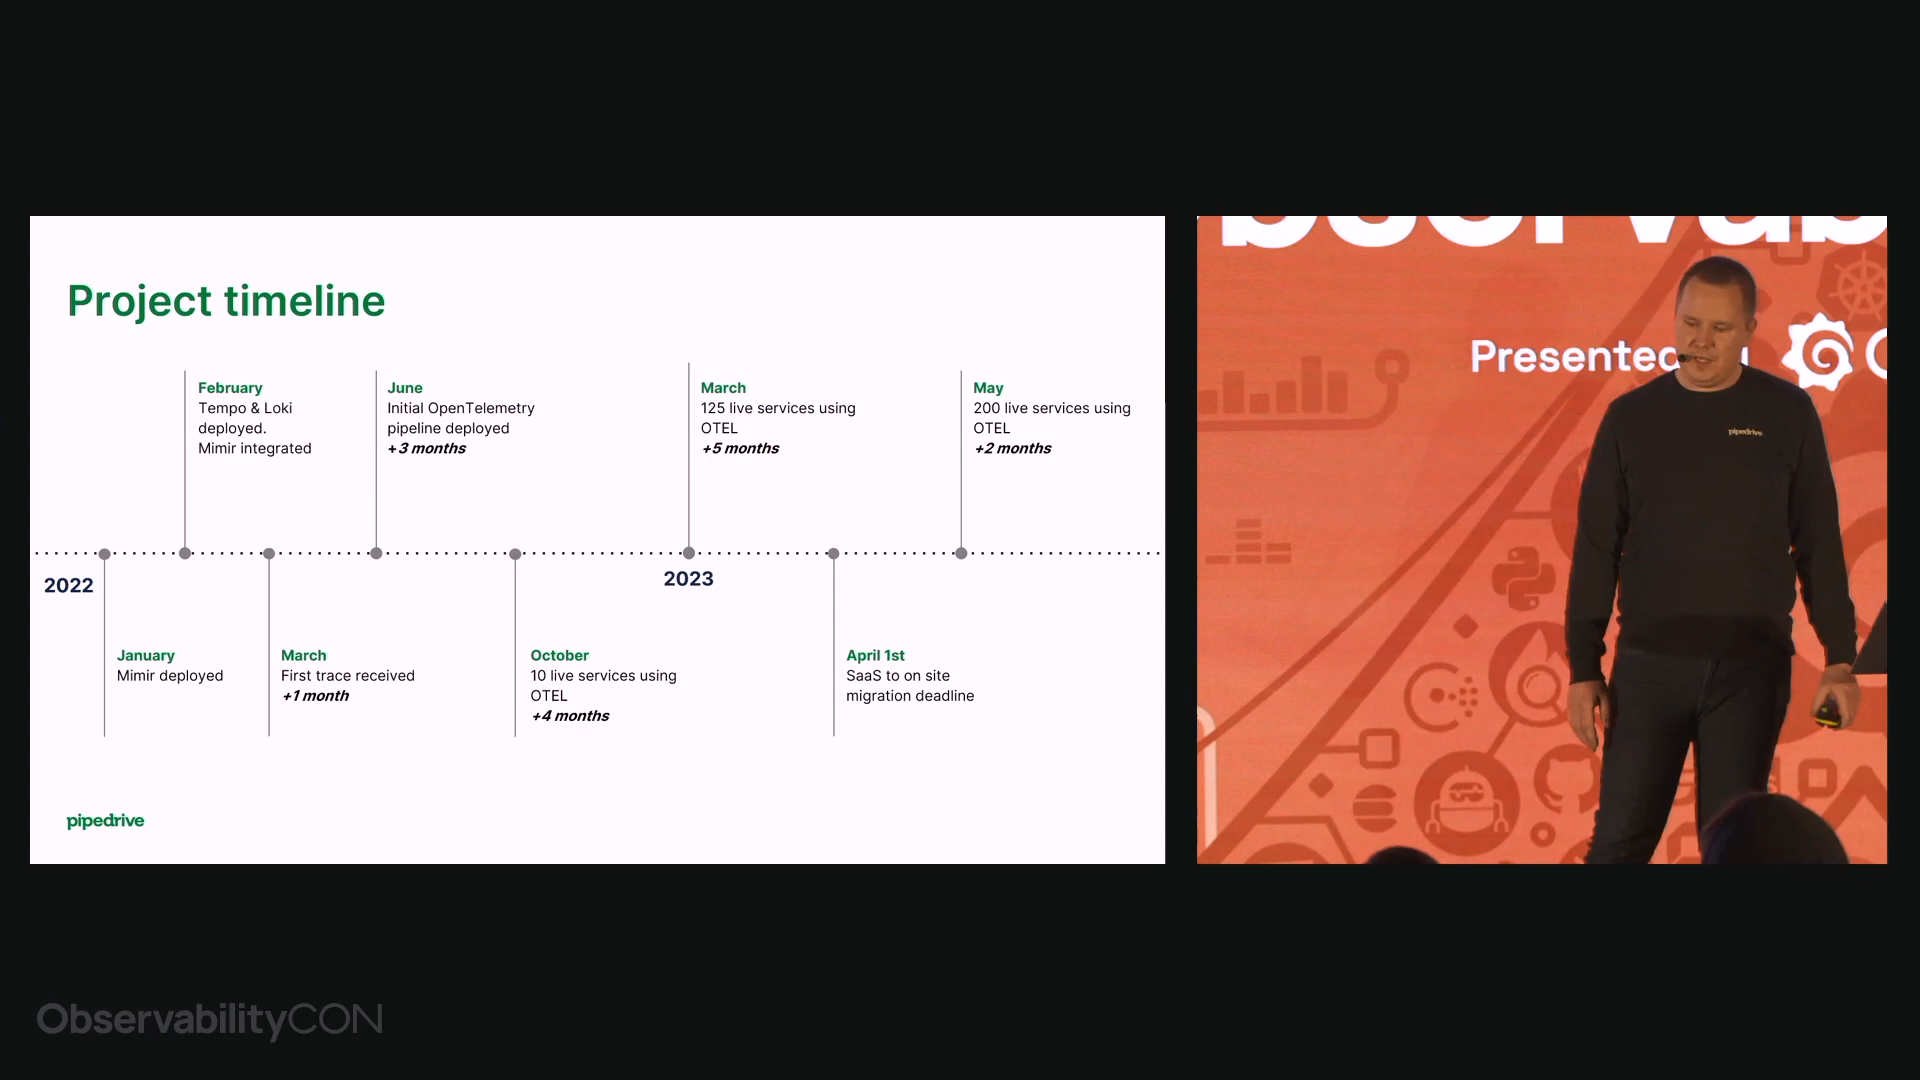 Project timeline
February
Tempo & Loki
deployed.
Mimir integrated
June
Initial OpenTelemetry
pipeline deployed
+3 months
March
125 live services using
OTEL
+5 months
May
200 live services using
OTEL
+2 months
2022
2023
January
Mimir deployed
March
First trace received
+1 month
October
10 live services using
OTEL
+4 months
April 1st
SaaS to on site
migration deadline
pipedrive
Presented
pipedrive
ObservabilityCON